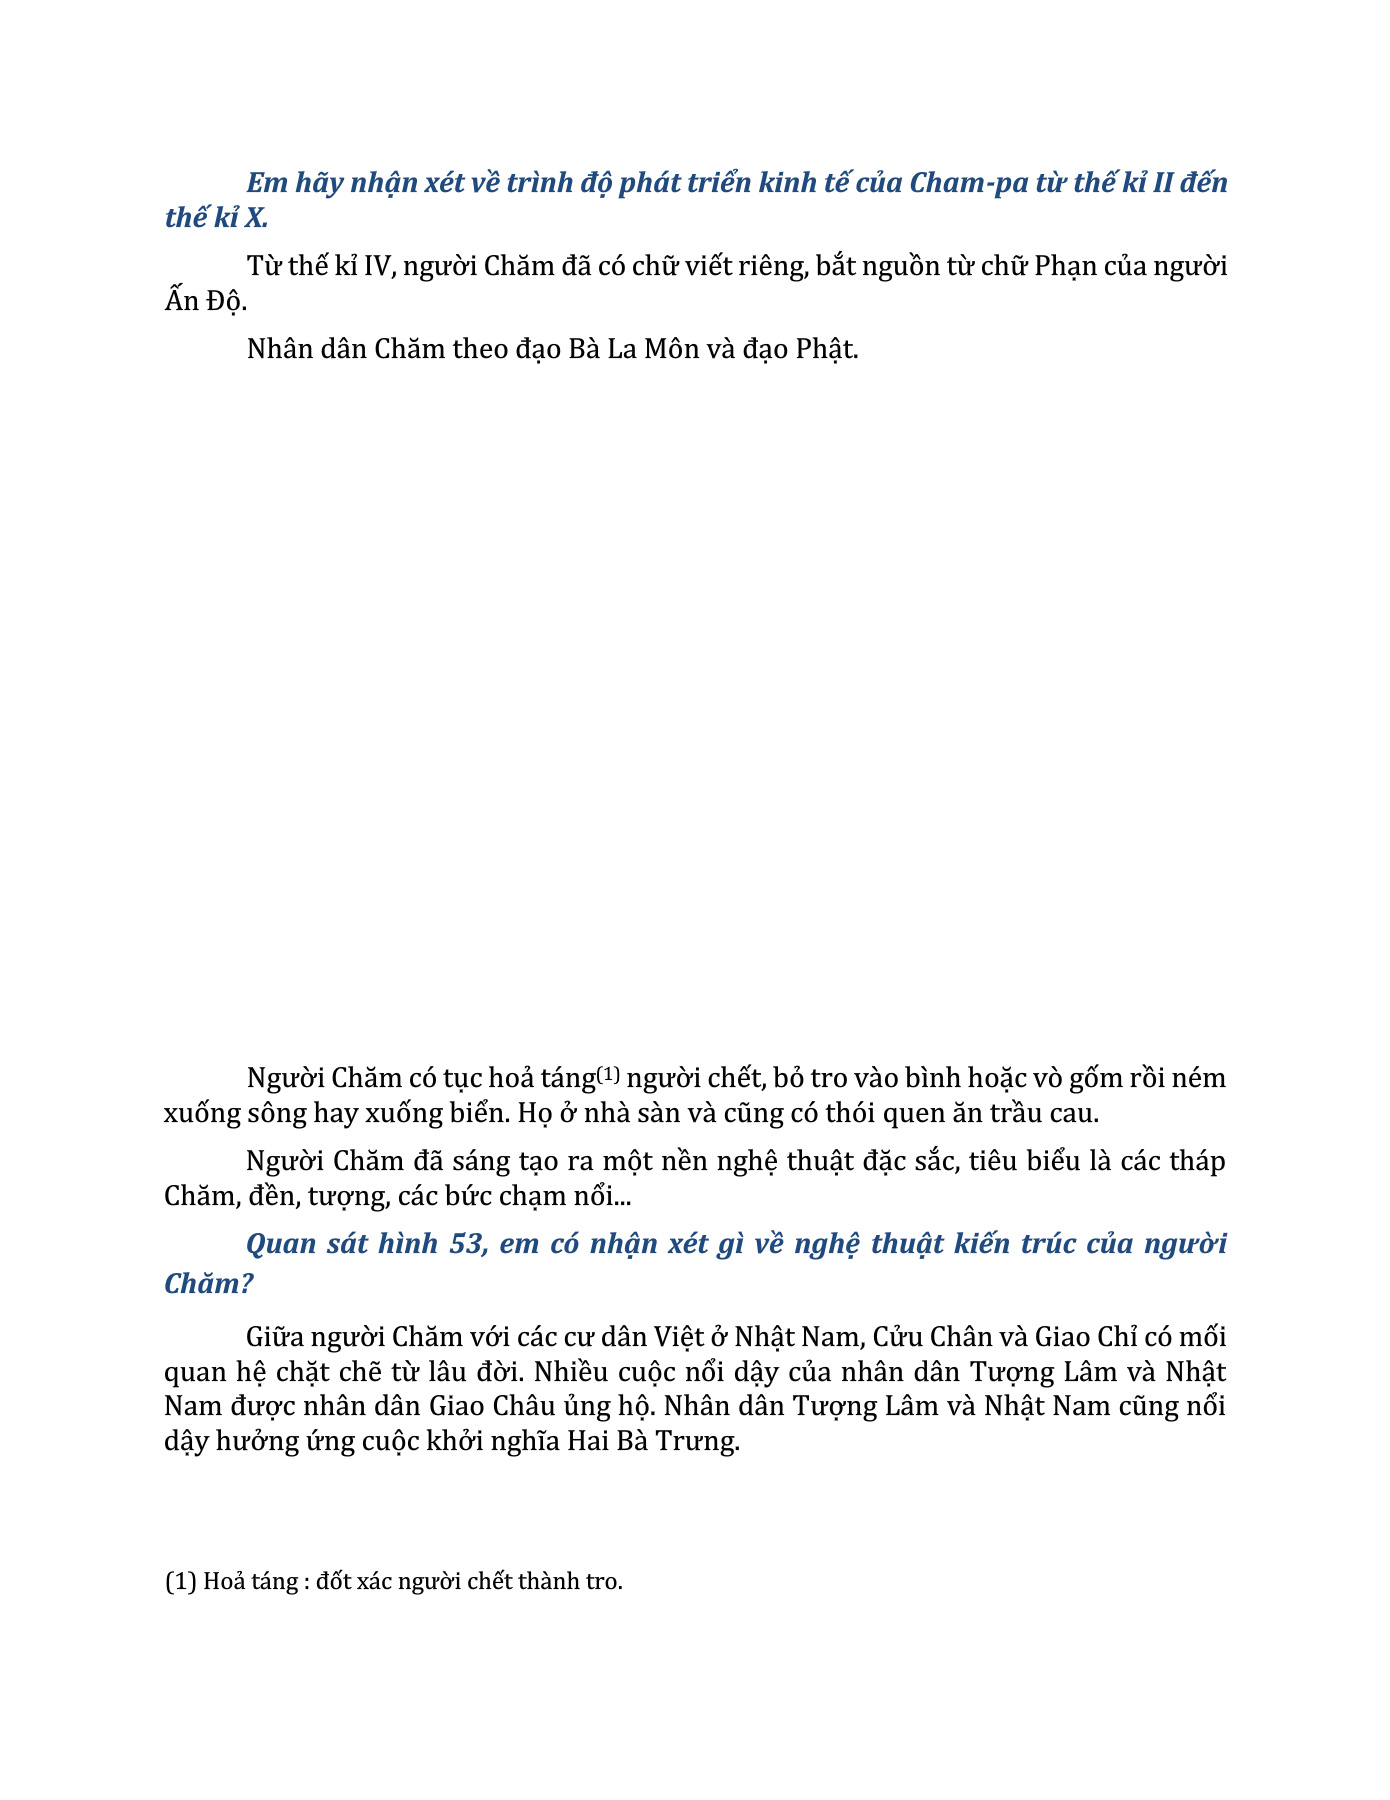 Em hãy nhận xét về trình độ phát triển kinh tế của Cham-pa từ thế kỉ II đến
thế kỉ X.
Từ thế kỉ IV, người Chăm đã có chữ viết riêng, bắt nguồn từ chữ Phạn của người
Ấn Độ.
Nhân dân Chăm theo đạo Bà La Môn và đạo Phật.
Người Chăm có tục hoả táng(1) người chết, bỏ tro vào bình hoặc vò gốm rồi ném
xuống sông hay xuống biển. Họ ở nhà sàn và cũng có thói quen ăn trầu cau.
Người Chăm đã sáng tạo ra một nền nghệ thuật đặc sắc, tiêu biểu là các tháp
Chăm, đền, tượng, các bức chạm nổi...
Quan sát hình 53, em có nhận xét gì về nghệ thuật kiến trúc của người
Chăm?
Giữa người Chăm với các cư dân Việt ở Nhật Nam, Cửu Chân và Giao Chỉ có mối
quan hệ chặt chẽ từ lâu đời. Nhiều cuộc nổi dậy của nhân dân Tượng Lâm và Nhật
Nam được nhân dân Giao Châu ủng hộ. Nhân dân Tượng Lâm và Nhật Nam cũng nổi
dậy hưởng ứng cuộc khởi nghĩa Hai Bà Trưng.
(1) Hoả táng : đốt xác người chết thành tro.